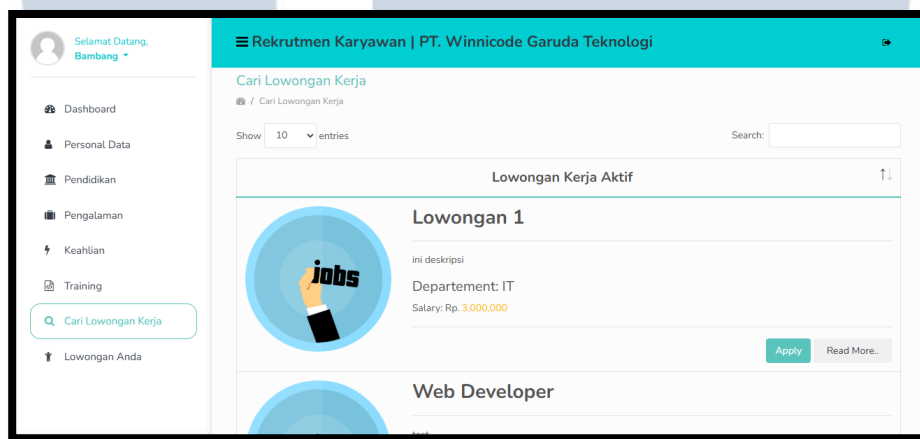 Selamat Datang,
Bambang
Dashboard
Personal Data
Pendidikan
Pengalaman
Keahlian
Training
Cari Lowongan Kerja
Lowongan Anda
Rekrutmen Karyawan | PT. Winnicode Garuda Teknologi
Cari Lowongan Kerja
/ Cari Lowongan Kerja
Show 10 entries
Search:
Lowongan Kerja Aktif
jobs
Lowongan 1
ini deskripsi
Departement: IT
Salary: Rp. 3,000,000
Apply Read More..
Web Developer